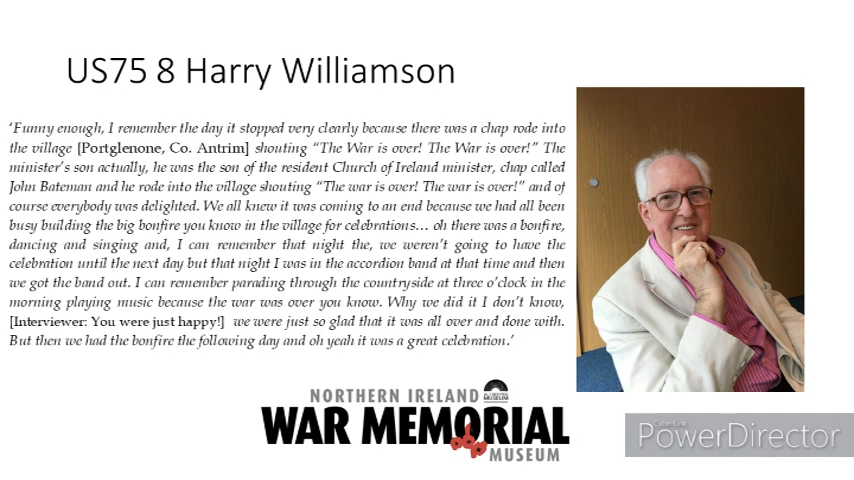 US75 8 Harry Williamson
‘Funny enough, I remember the day it stopped very clearly because there was a chap rode into
the village [Portglenone, Co. Antrim] shouting “The War is over! The War is over!” The
minister’s son actually, he was the son of the resident Church of Ireland minister, chap called
John Bateman and he rode into the village shouting “The war is over! The war is over!” and of
course everybody was delighted. We all knew it was coming to an end because we had all been
busy building the big bonfire you know in the village for celebrations… oh there was a bonfire,
dancing and singing and, I can remember that night the, we weren’t going to have the
celebration until the next day but that night I was in the accordion band at that time and then
we got the band out. I can remember parading through the countryside at three o’clock in the
morning playing music because the war was over you know. Why we did it I don’t know,
[Interviewer: You were just happy!] we were just so glad that it was all over and done with.
But then we had the bonfire the following day and oh yeah it was a great celebration.’
NORTHERN IRELAND
WAR MEMORIAL
MUSEUM
CyberLink
PowerDirector